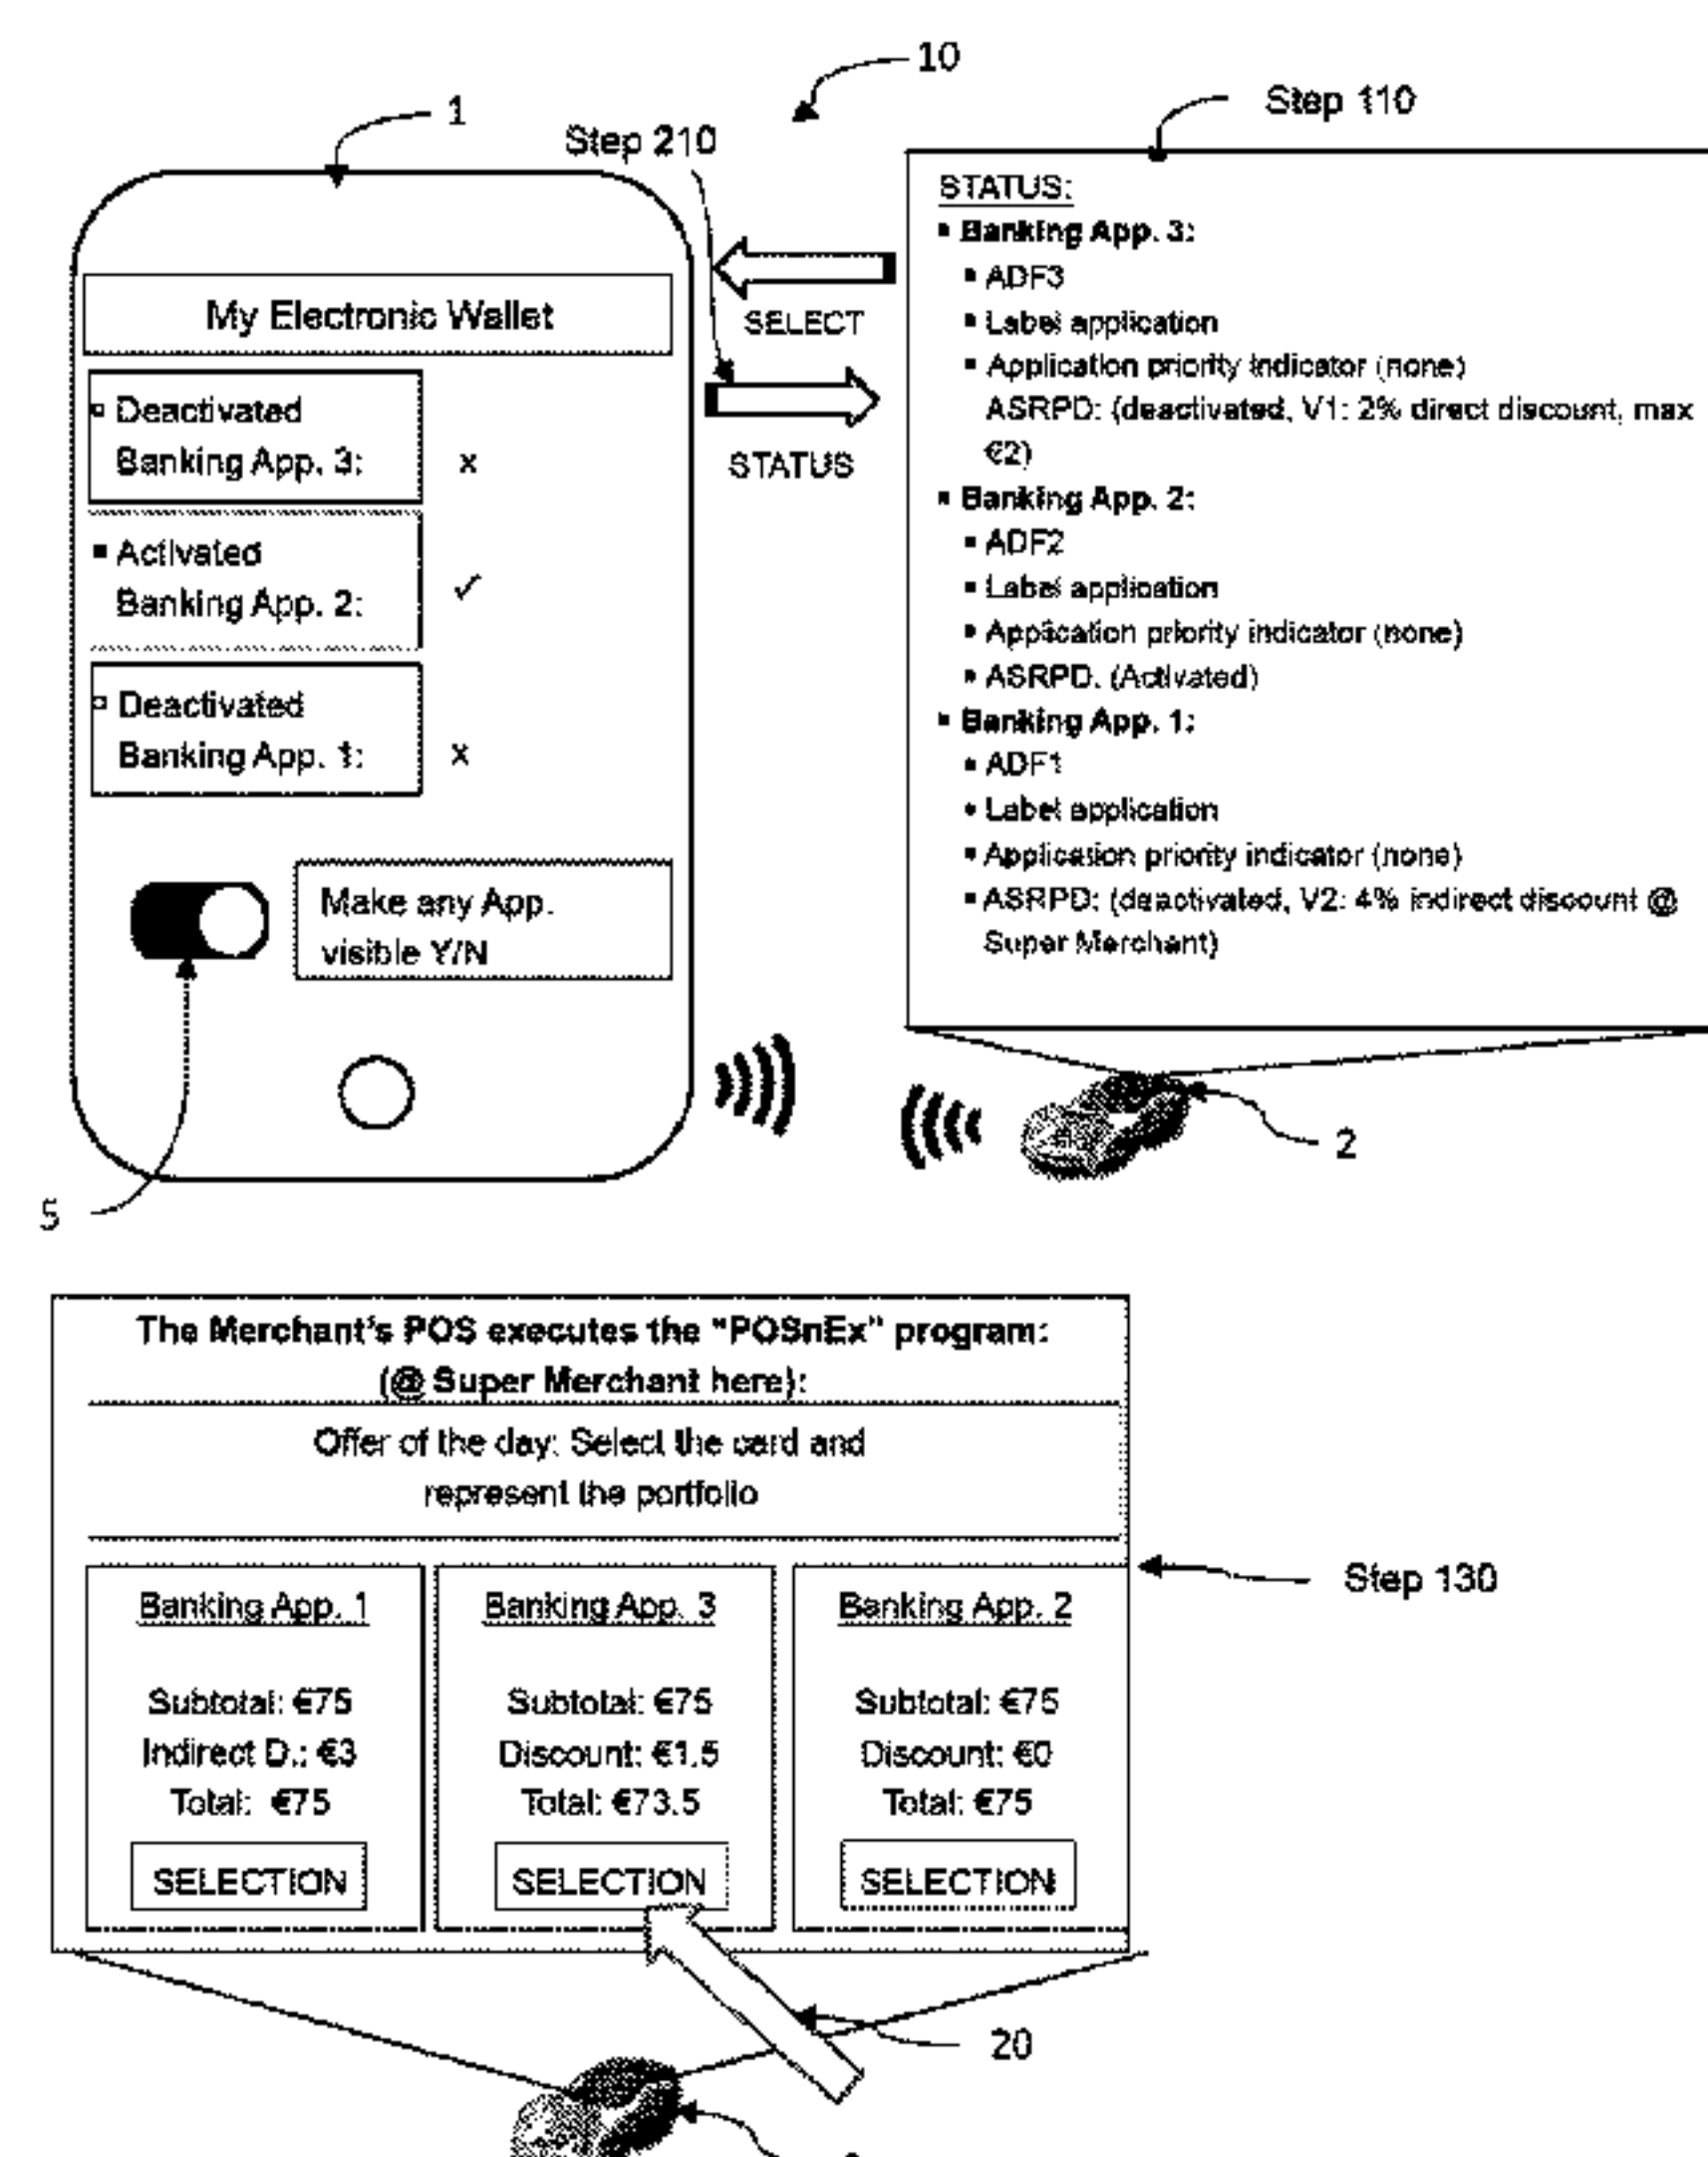 10
1
Step 210
Step 110
My Electronic Wallet
▫ Deactivated
Banking App. 3:
x
▪ Activated
Banking App. 2:
✓
▫ Deactivated
Banking App. 1:
x
Make any App.
visible Y/N
5
SELECT
STATUS
STATUS:
▪ Banking App. 3:
▪ ADF3
▪ Label application
▪ Application priority indicator (none)
ASRPD: (deactivated, V1: 2% direct discount, max
€2)
▪ Banking App. 2:
▪ ADF2
▪ Label application
▪ Application priority indicator (none)
▪ ASRPD. (Activated)
▪ Banking App. 1:
▪ ADF1
▪ Label application
▪ Application priority indicator (none)
▪ ASRPD: (deactivated, V2: 4% indirect discount @
Super Merchant)
2
The Merchant's POS executes the "POSnEx" program:
(@ Super Merchant here):
Offer of the day: Select the card and
represent the portfolio
Step 130
Banking App. 1
Subtotal: €75
Indirect D.: €3
Total: €75
SELECTION
Banking App. 3
Subtotal: €75
Discount: €1.5
Total: €73.5
SELECTION
Banking App. 2
Subtotal: €75
Discount: €0
Total: €75
SELECTION
20